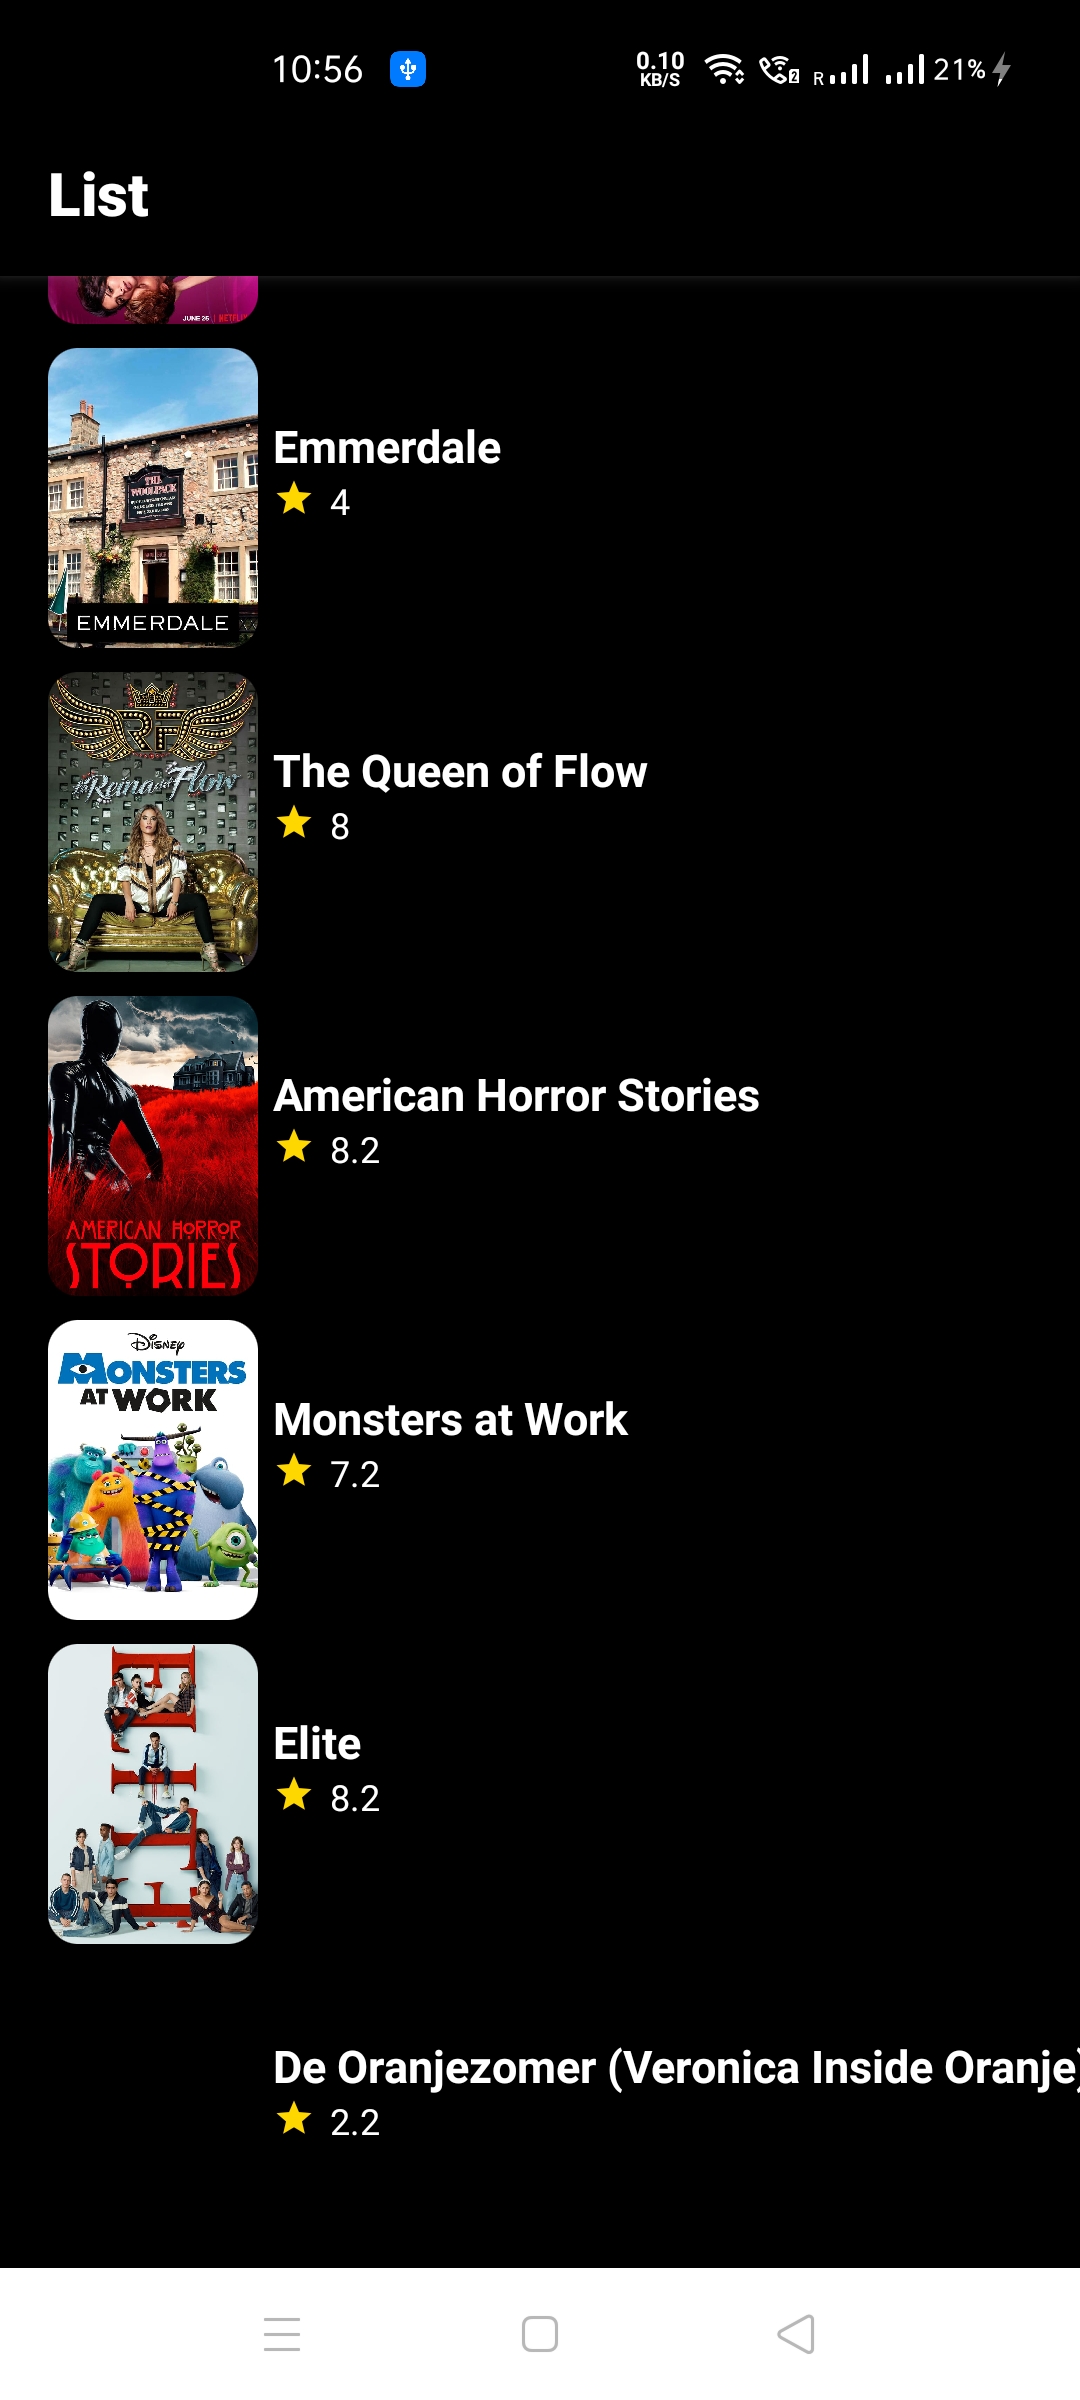 10:56
0.10
KB/S
2
R
21%
List
JUNE 25 | NETFLIX
THE
WOOLPACK
EMMERDALE
Emmerdale
4
RF
La Reina del Flow
The Queen of Flow
8
AMERICAN HORROR
STORIES
American Horror Stories
8.2
Disney
MONSTERS
AT WORK
Monsters at Work
7.2
ELITE
Elite
8.2
De Oranjezomer (Veronica Inside Oranje)
2.2